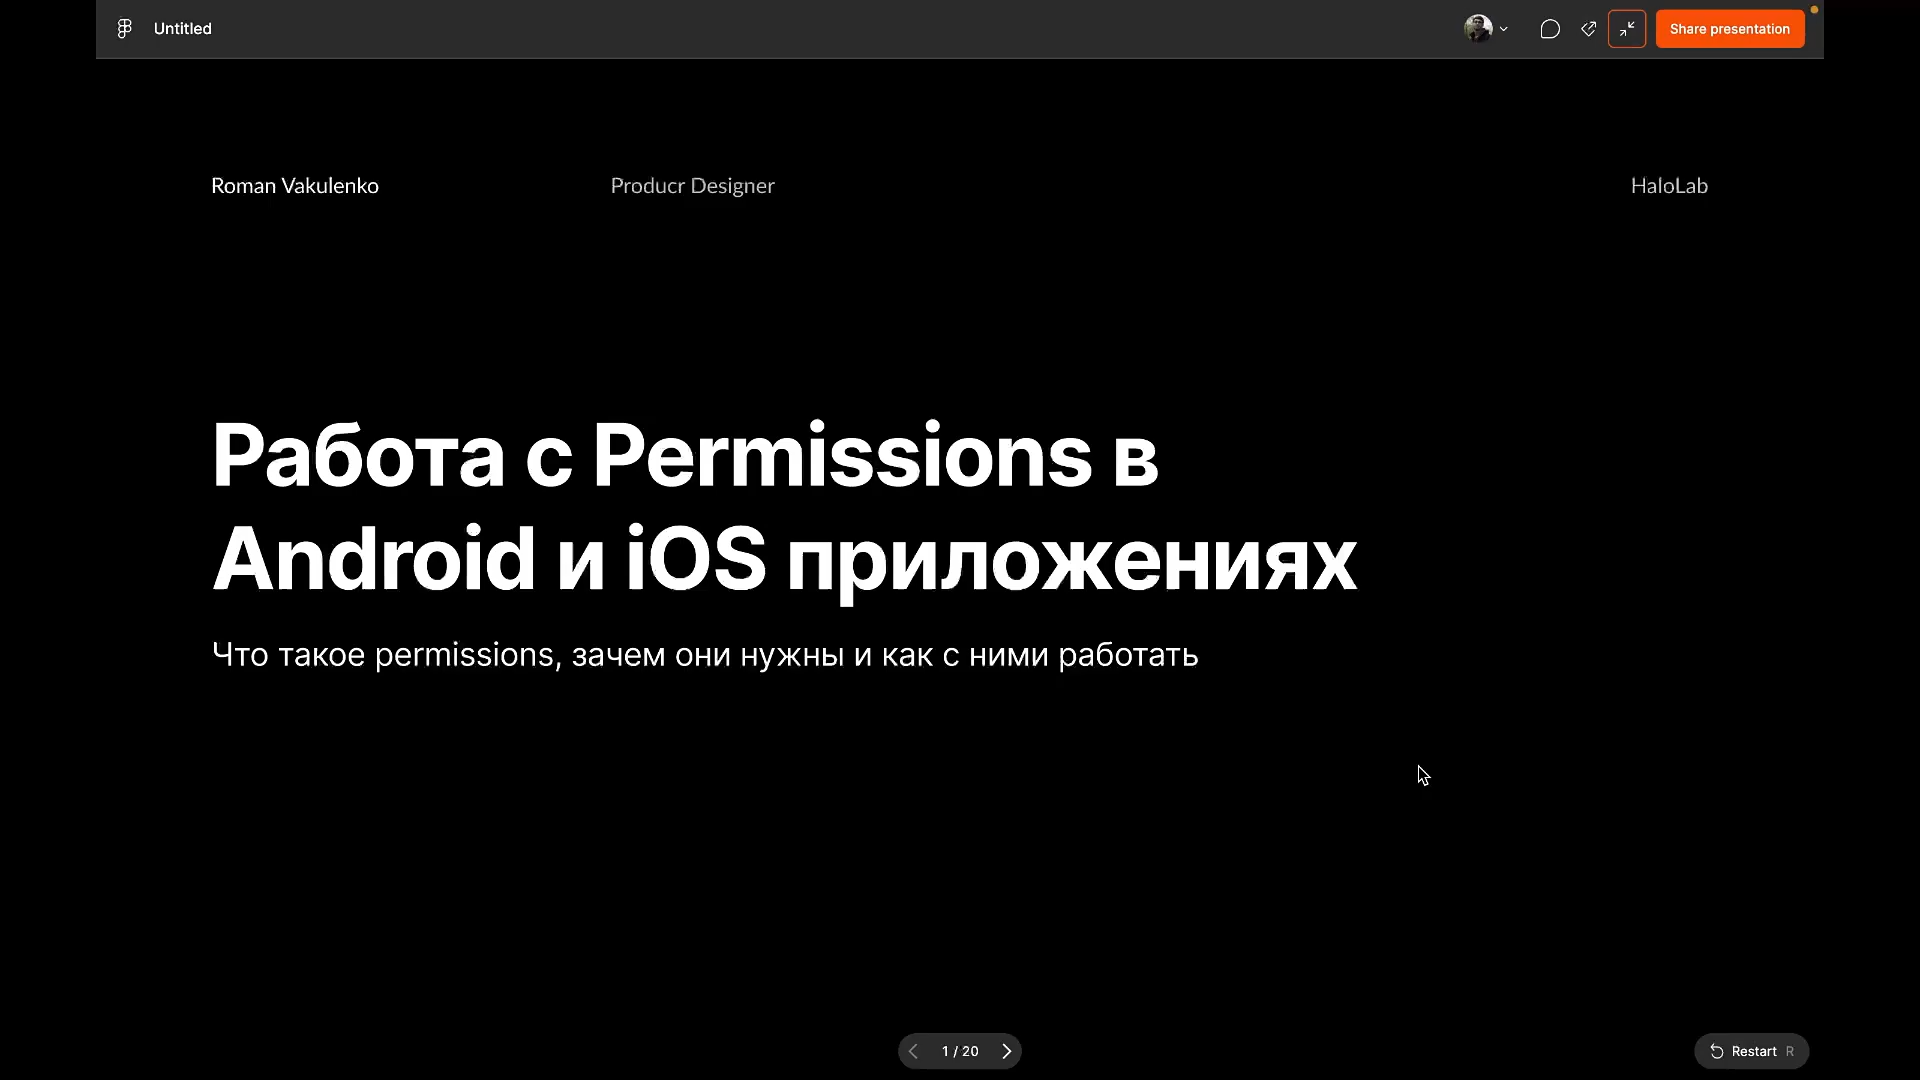 Untitled
Share presentation
Roman Vakulenko
Producr Designer
HaloLab
Работа с Permissions в
Android и iOS приложениях
Что такое permissions, зачем они нужны и как с ними работать
1 / 20
Restart R